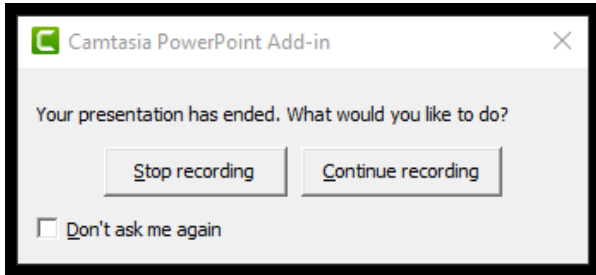 Camtasia PowerPoint Add-in
Your presentation has ended. What would you like to do?
Stop recording Continue recording
Don't ask me again